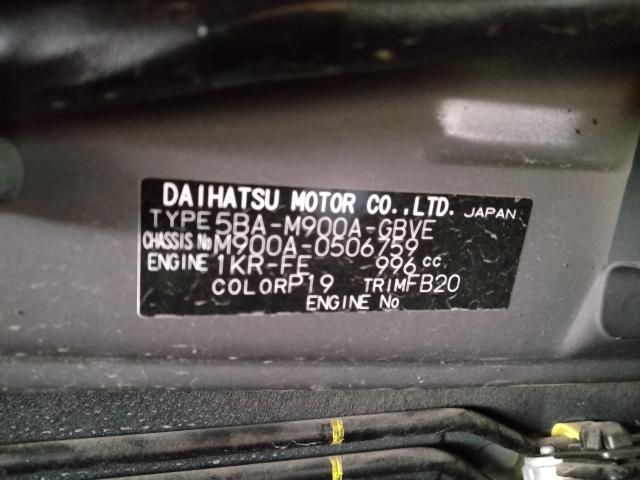 DAIHATSU MOTOR CO.,LTD. JAPAN
TYPE 5BA-M900A-GBVE
CHASSIS No M900A-0506759
ENGINE 1KR-FE 996 cc
COLOR P19 TRIM FB20
ENGINE No